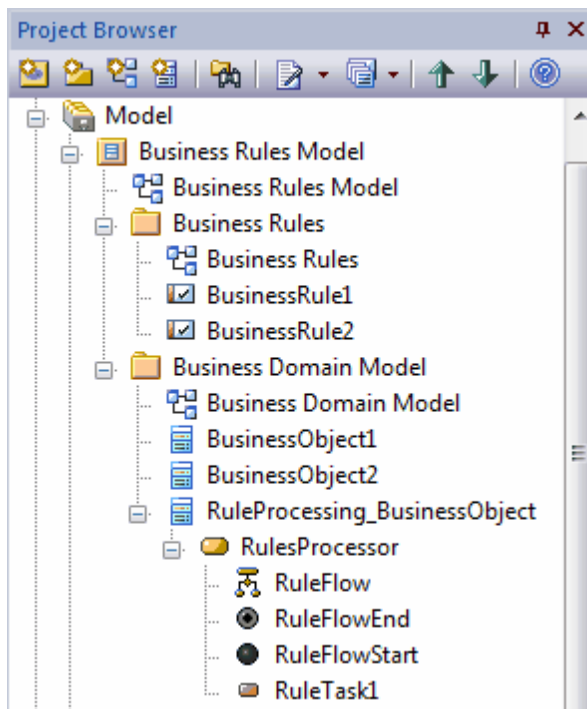 Project Browser
Model
Business Rules Model
Business Rules Model
Business Rules
Business Rules
BusinessRule1
BusinessRule2
Business Domain Model
Business Domain Model
BusinessObject1
BusinessObject2
RuleProcessing_BusinessObject
RulesProcessor
RuleFlow
RuleFlowEnd
RuleFlowStart
RuleTask1